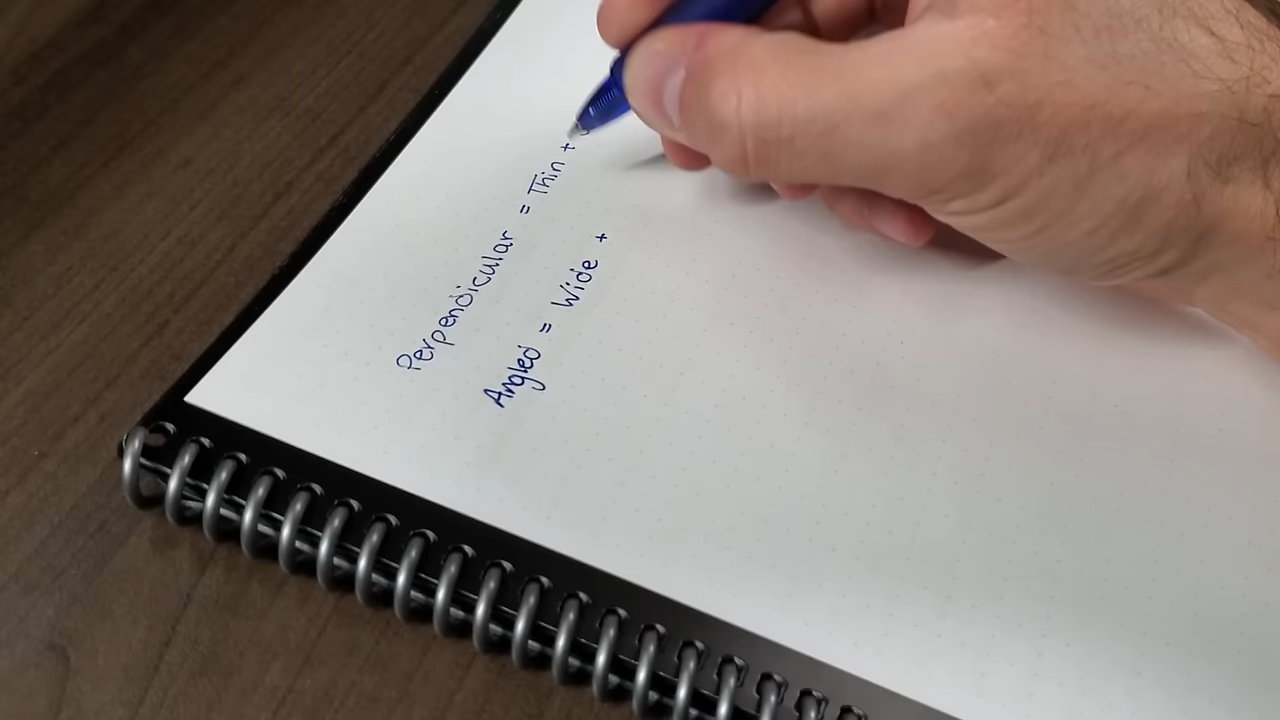 Perpendicular = Thin +
Angled = Wide +